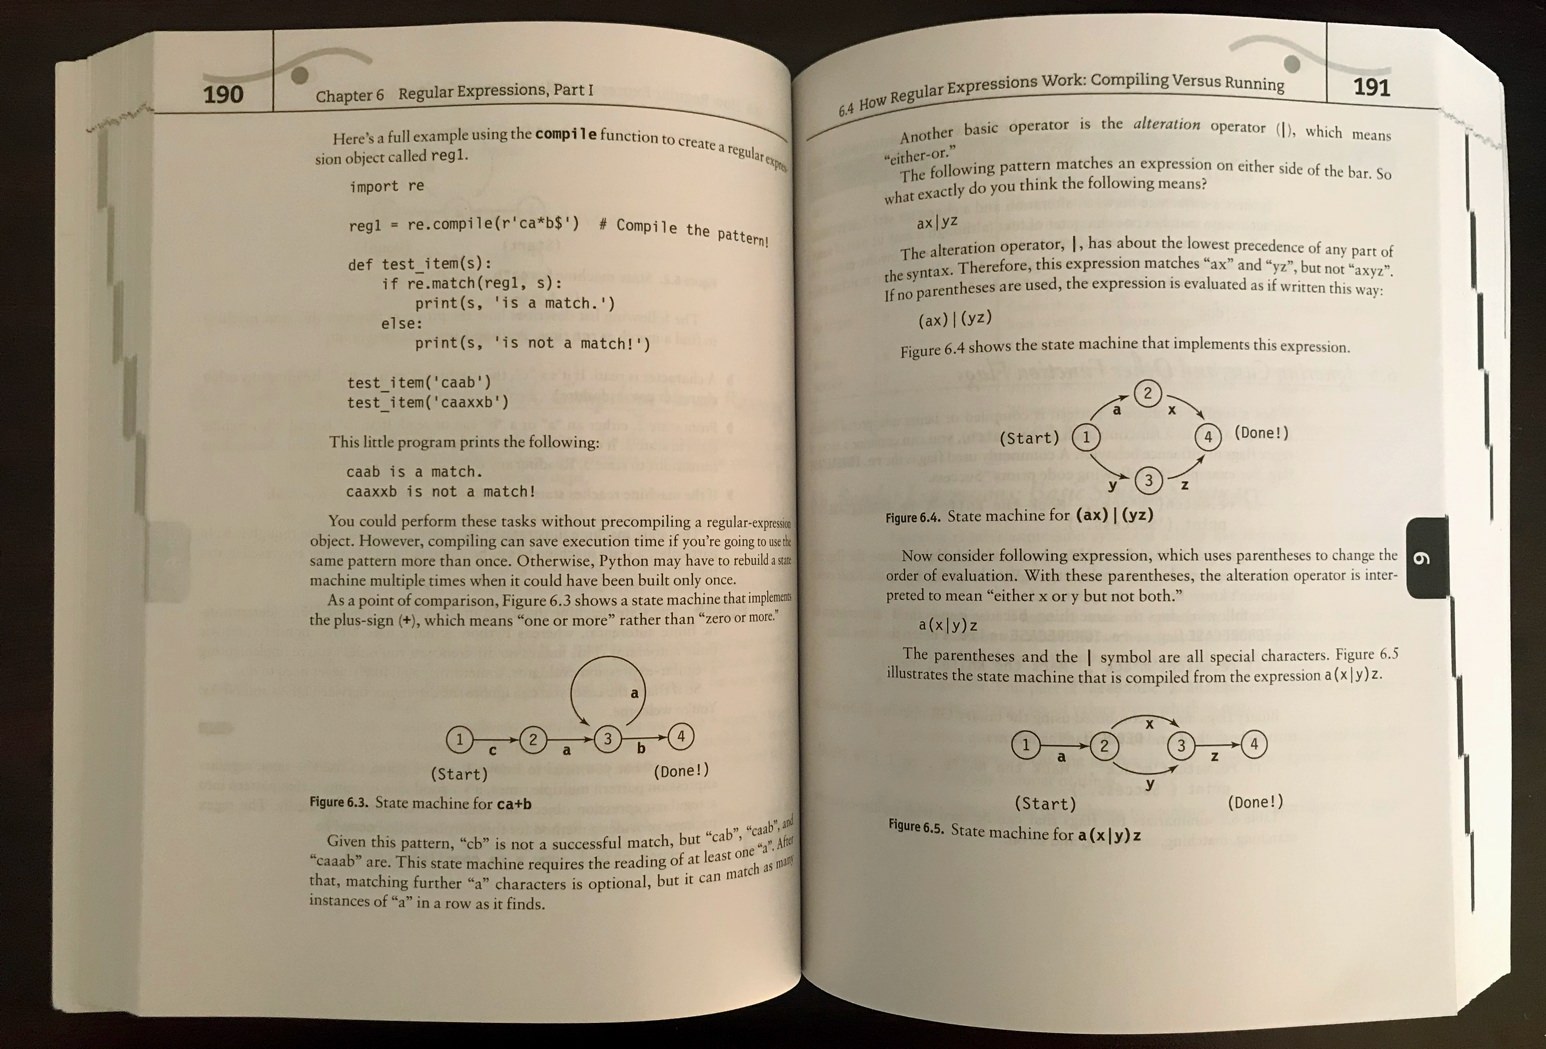 190
Chapter 6 Regular Expressions, Part I
Here's a full example using the compile function to create a regular expres-
sion object called reg1.
import re
reg1 = re.compile(r'ca*b$') # Compile the pattern!
def test_item(s):
if re.match(reg1, s):
print(s, 'is a match.')
else:
print(s, 'is not a match!')
test_item('caab')
test_item('caaxxb')
This little program prints the following:
caab is a match.
caaxxb is not a match!
You could perform these tasks without precompiling a regular-expression
object. However, compiling can save execution time if you're going to use the
same pattern more than once. Otherwise, Python may have to rebuild a state
machine multiple times when it could have been built only once.
As a point of comparison, Figure 6.3 shows a state machine that implements
the plus-sign (+), which means "one or more" rather than "zero or more."
a
1 c 2 a 3 b 4
(Start) (Done!)
Figure 6.3. State machine for ca+b
Given this pattern, "cb" is not a successful match, but "cab", "caab", and
"caaab" are. This state machine requires the reading of at least one "a". After
that, matching further "a" characters is optional, but it can match as many
instances of "a" in a row as it finds.
6.4 How Regular Expressions Work: Compiling Versus Running
191
Another basic operator is the alteration operator (|), which means
"either-or."
The following pattern matches an expression on either side of the bar. So
what exactly do you think the following means?
ax|yz
The alteration operator, |, has about the lowest precedence of any part of
the syntax. Therefore, this expression matches "ax" and "yz", but not "axyz".
If no parentheses are used, the expression is evaluated as if written this way:
(ax)|(yz)
Figure 6.4 shows the state machine that implements this expression.
2
a x
(Start) 1 4 (Done!)
y 3 z
Figure 6.4. State machine for (ax)|(yz)
Now consider following expression, which uses parentheses to change the
order of evaluation. With these parentheses, the alteration operator is inter-
preted to mean "either x or y but not both."
a(x|y)z
The parentheses and the | symbol are all special characters. Figure 6.5
illustrates the state machine that is compiled from the expression a(x|y)z.
x
1 a 2 3 z 4
y
(Start) (Done!)
Figure 6.5. State machine for a(x|y)z
6